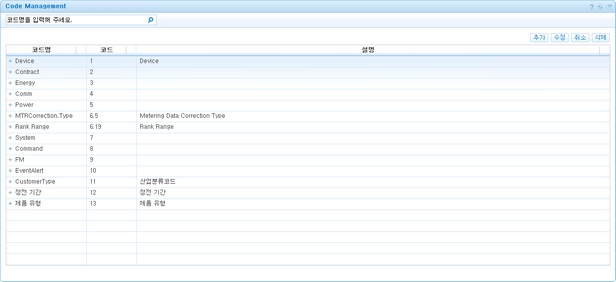 Code Management
코드명을 입력해 주세요.
추가 수정 취소 삭제
코드명 코드 설명
Device 1 Device
Contract 2
Energy 3
Comm 4
Power 5
MTRCorrection.Type 6.5 Metering Data Correction Type
Rank Range 6.19 Rank Range
System 7
Command 8
FM 9
EventAlert 10
CustomerType 11 산업분류코드
정전 기간 12 정전 기간
제품 유형 13 제품 유형